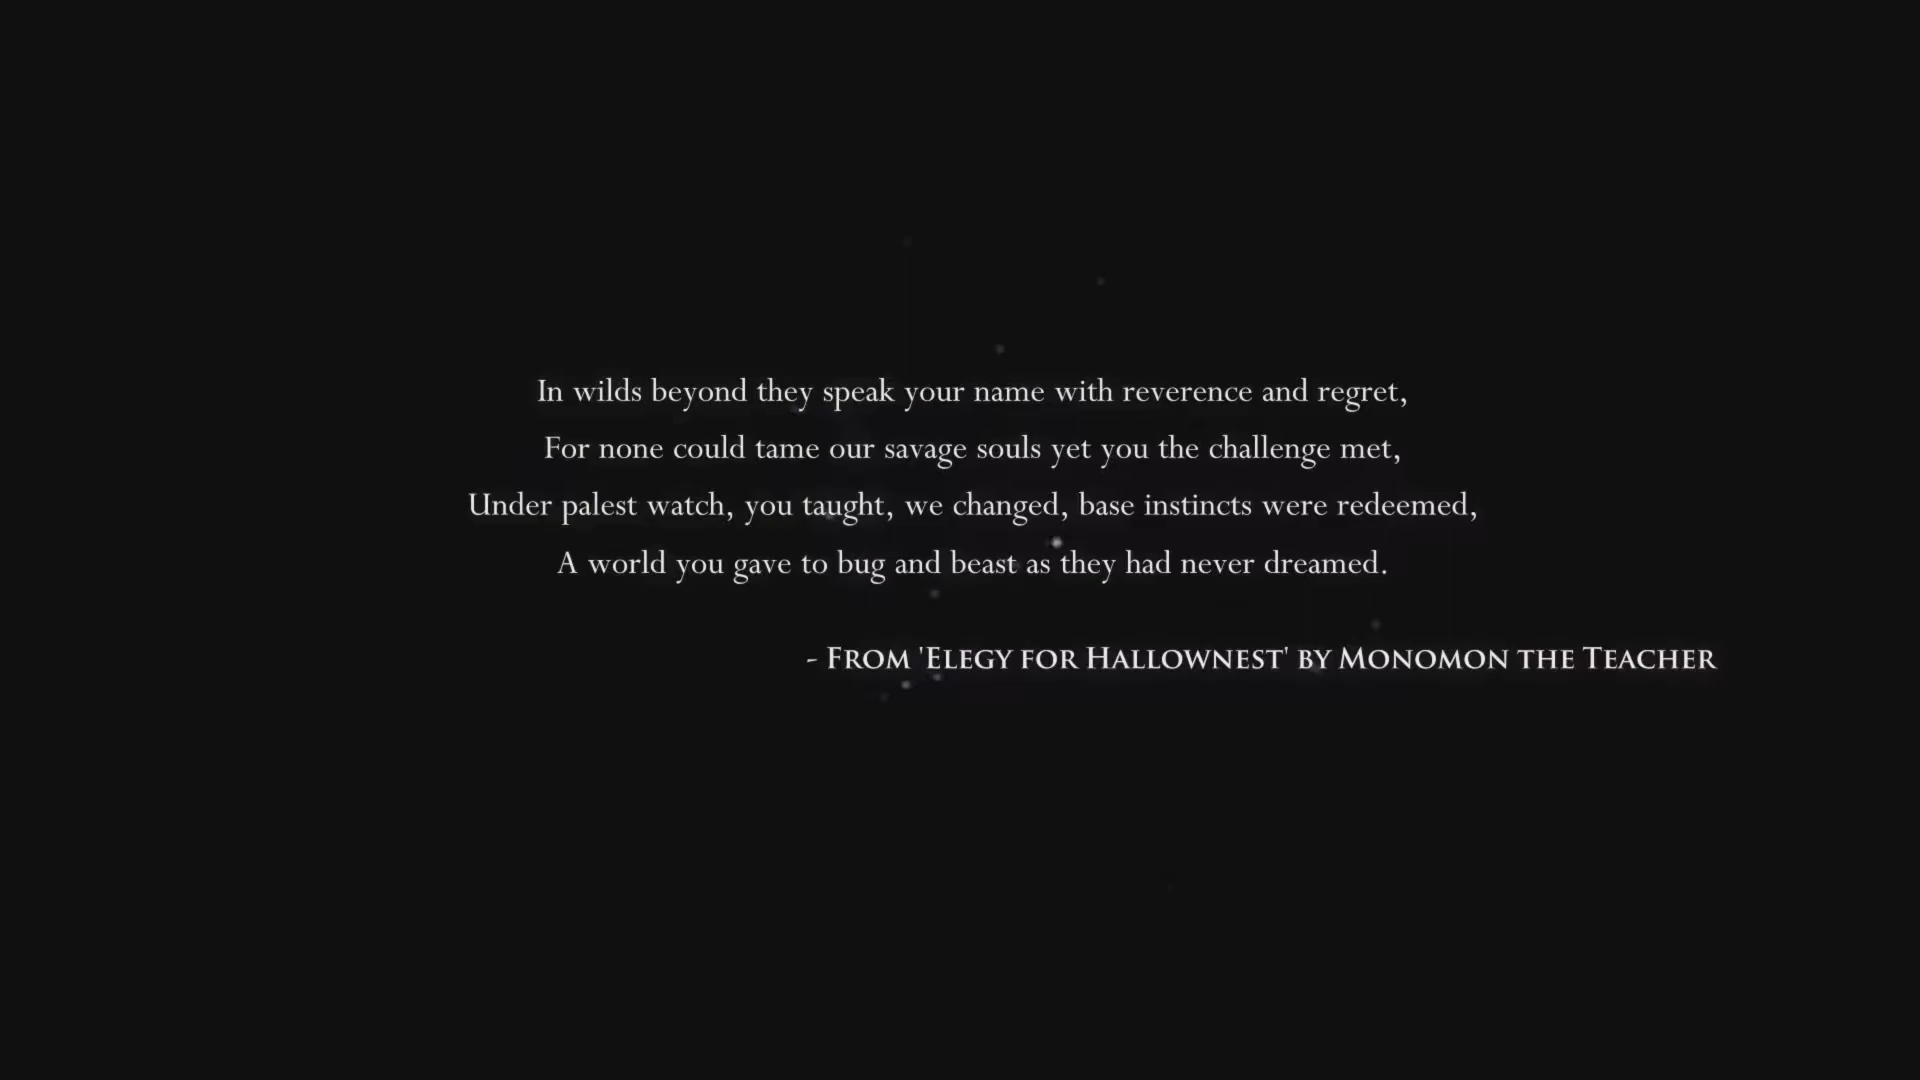 In wilds beyond they speak your name with reverence and regret,
For none could tame our savage souls yet you the challenge met,
Under palest watch, you taught, we changed, base instincts were redeemed,
A world you gave to bug and beast as they had never dreamed.
- From 'Elegy for Hallownest' by Monomon the Teacher